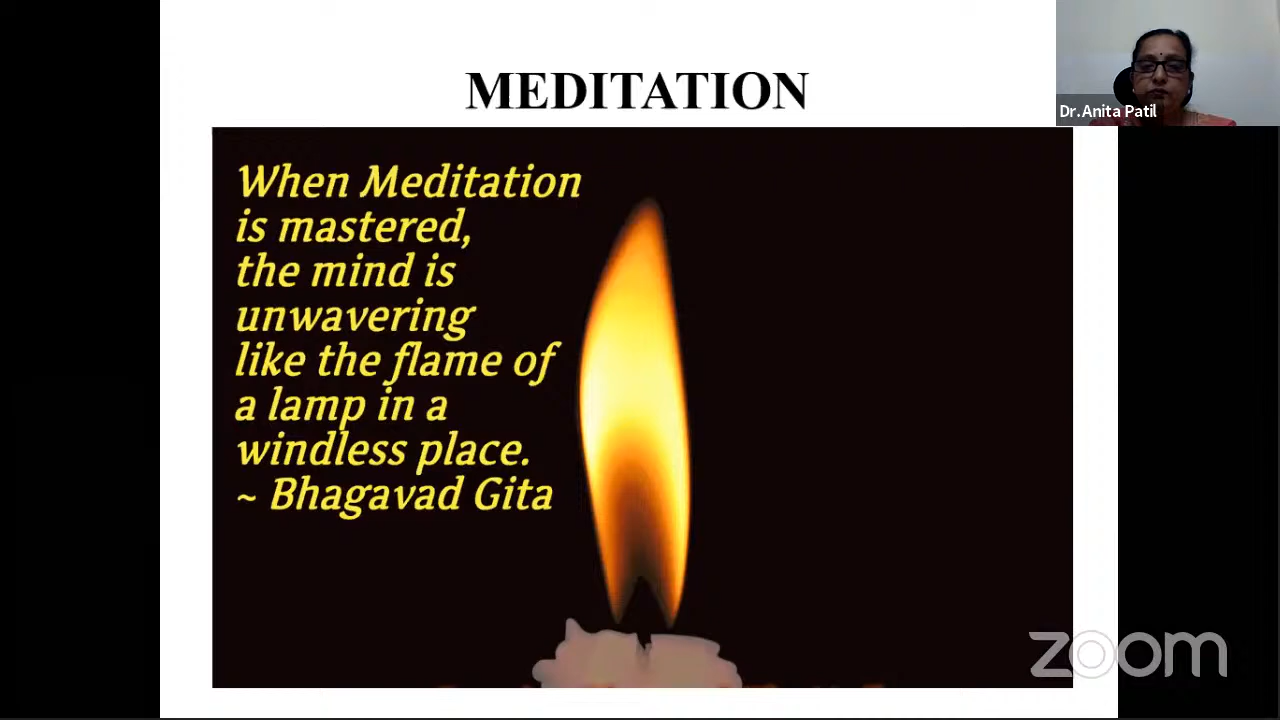 MEDITATION
Dr.Anita Patil
When Meditation
is mastered,
the mind is
unwavering
like the flame of
a lamp in a
windless place.
~ Bhagavad Gita
zoom